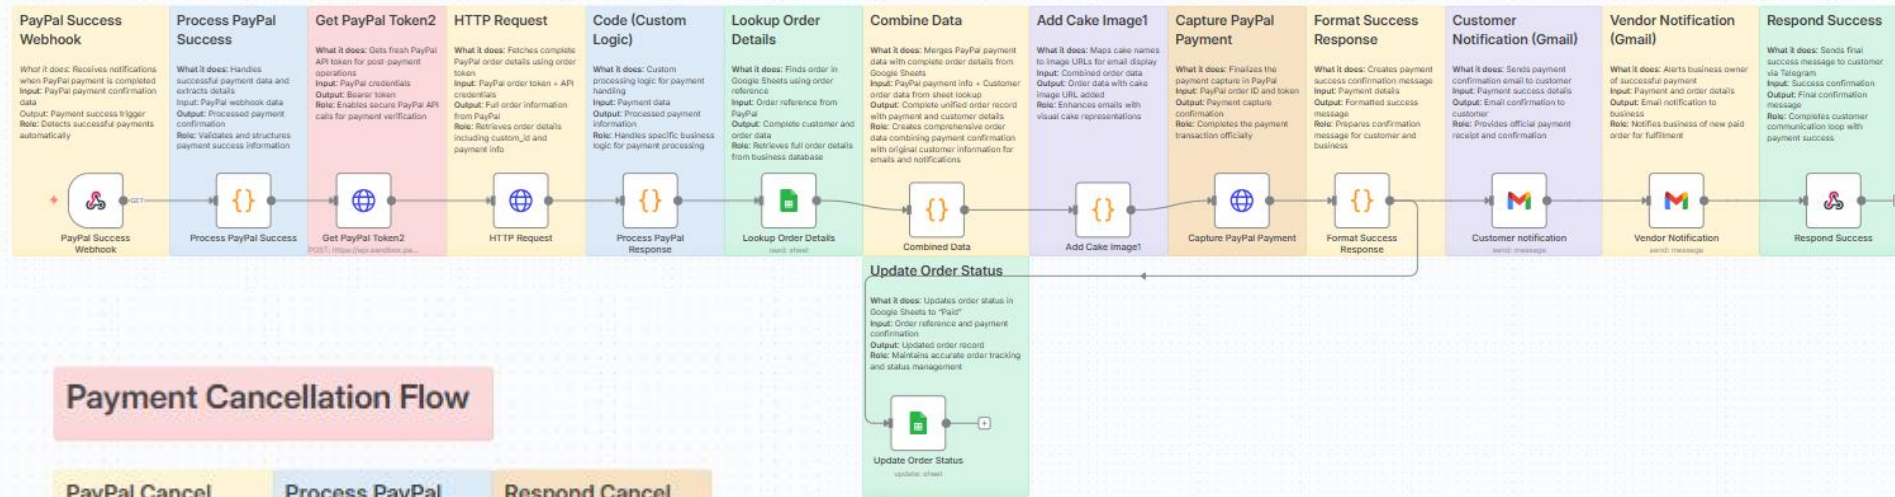 PayPal Success
Webhook
What it does: Receives notifications
when PayPal payment is completed
Input: PayPal payment confirmation
data
Output: Payment success trigger
Role: Detects successful payments
automatically
GET
PayPal Success
Webhook
Process PayPal
Success
What it does: Handles
successful payment data and
extracts details
Input: PayPal webhook data
Output: Processed payment
confirmation
Role: Validates and structures
payment success information
Process PayPal Success
Get PayPal Token2
What it does: Gets fresh PayPal
API token for post-payment
operations
Input: PayPal credentials
Output: Bearer token
Role: Enables secure PayPal API
calls for payment verification
Get PayPal Token2
POST: https://api.sandbox.pa...
HTTP Request
What it does: Fetches complete
PayPal order details using order
token
Input: PayPal order token + API
credentials
Output: Full order information
from PayPal
Role: Retrieves order details
including custom_id and
payment info
HTTP Request
Code (Custom
Logic)
What it does: Custom
processing logic for payment
handling
Input: Payment data
Output: Processed payment
information
Role: Handles specific business
logic for payment processing
Process PayPal
Response
Lookup Order
Details
What it does: Finds order in
Google Sheets using order
reference
Input: Order reference from
PayPal
Output: Complete customer and
order data
Role: Retrieves full order details
from business database
Lookup Order Details
read: sheet
Combine Data
What it does: Merges PayPal payment
data with complete order details from
Google Sheets
Input: PayPal payment info + Customer
order data from sheet lookup
Output: Complete unified order record
with payment and customer details
Role: Creates comprehensive order
data combining payment confirmation
with original customer information for
emails and notifications
Combined Data
Add Cake Image1
What it does: Maps cake names
to image URLs for email display
Input: Combined order data
Output: Order data with cake
image URL added
Role: Enhances emails with
visual cake representations
Add Cake Image1
Capture PayPal
Payment
What it does: Finalizes the
payment capture in PayPal
Input: PayPal order ID and token
Output: Payment capture
confirmation
Role: Completes the payment
transaction officially
Capture PayPal Payment
Format Success
Response
What it does: Creates payment
success confirmation message
Input: Payment details
Output: Formatted success
message
Role: Prepares confirmation
message for customer and
business
Format Success
Response
Customer
Notification (Gmail)
What it does: Sends payment
confirmation email to customer
Input: Payment success details
Output: Email confirmation to
customer
Role: Provides official payment
receipt and confirmation
Customer notification
send: message
Vendor Notification
(Gmail)
What it does: Alerts business owner
of successful payment
Input: Payment and order details
Output: Email notification to
business
Role: Notifies business of new paid
order for fulfillment
Vendor Notification
send: message
Respond Success
What it does: Sends final
success message to customer
via Telegram
Input: Success confirmation
Output: Final confirmation
message
Role: Completes customer
communication loop with
payment success
Respond Success
Update Order Status
What it does: Updates order status in
Google Sheets to "Paid"
Input: Order reference and payment
confirmation
Output: Updated order record
Role: Maintains accurate order tracking
and status management
Update Order Status
update: sheet
Payment Cancellation Flow
PayPal Cancel
Process PayPal
Respond Cancel